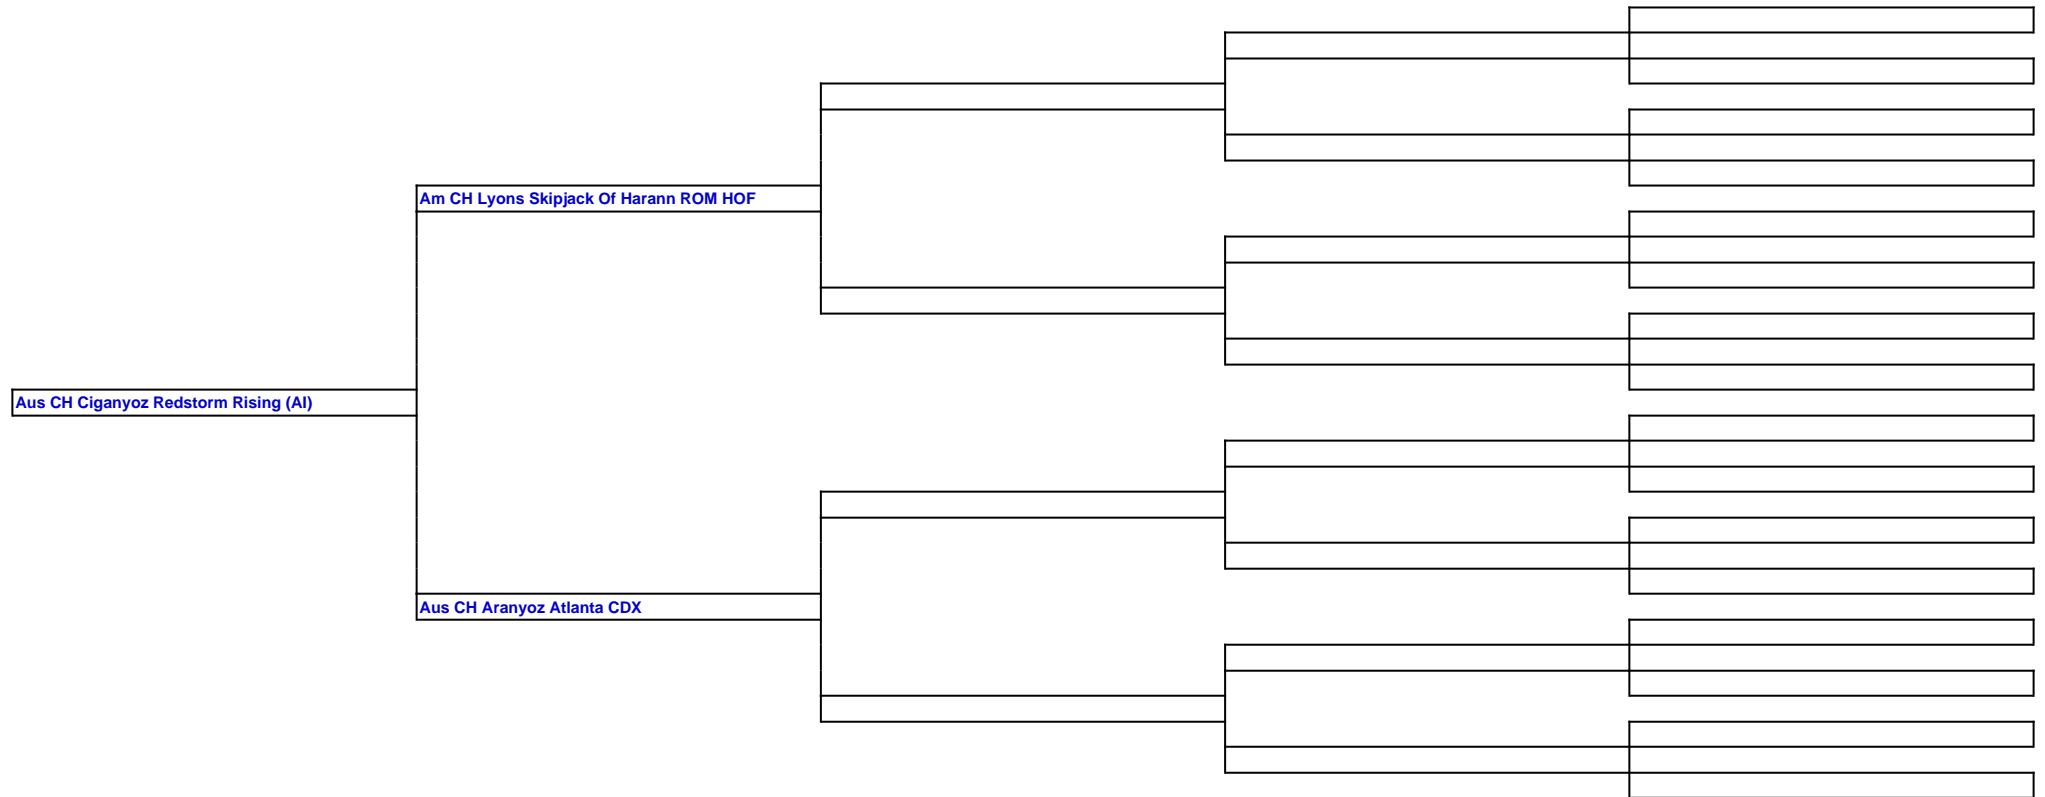 Am CH Lyons Skipjack Of Harann ROM HOF
Aus CH Ciganyoz Redstorm Rising (AI)
Aus CH Aranyoz Atlanta CDX